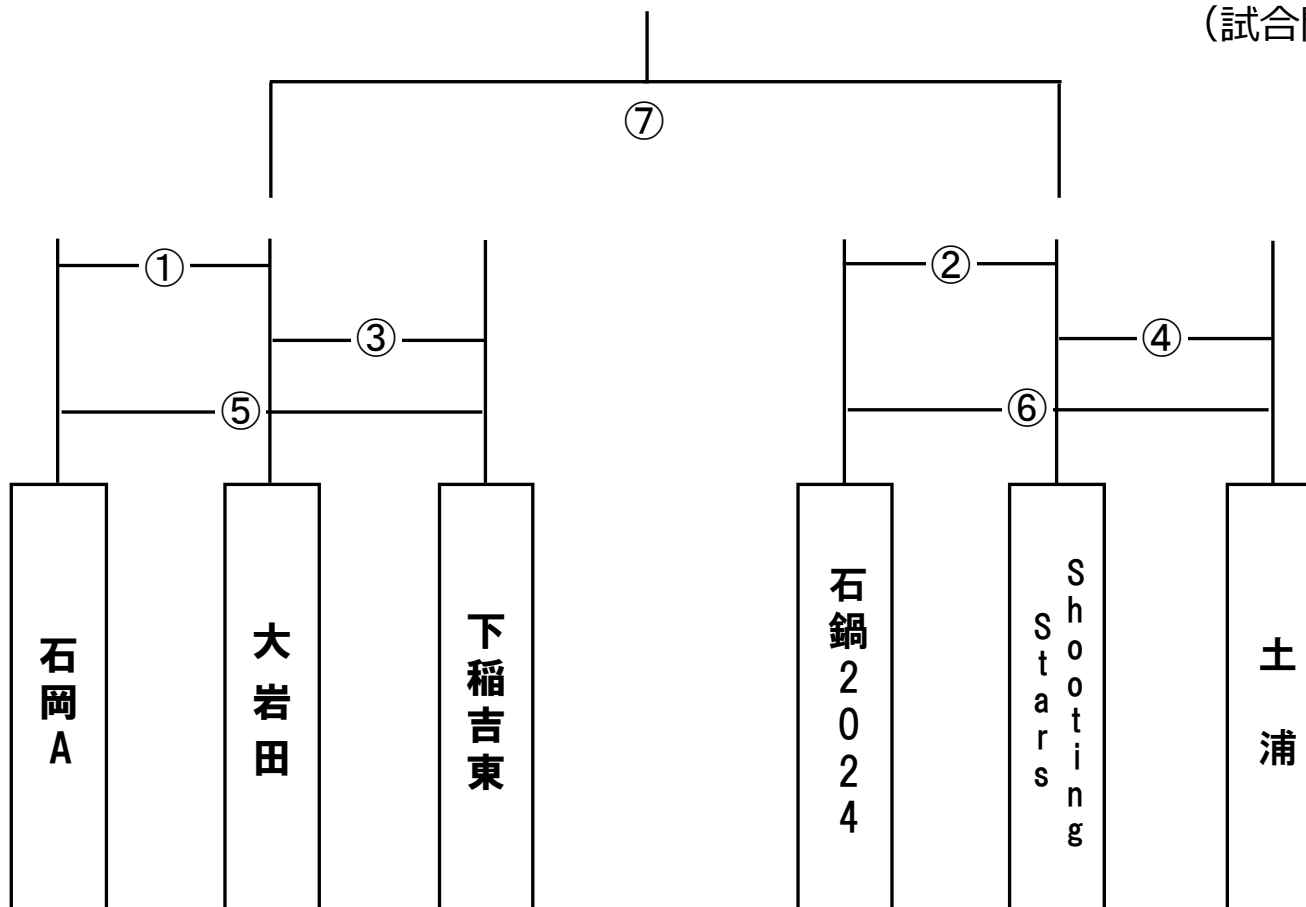 （試合
⑦
①
②
③
④
⑤
⑥
石岡A
大岩田
下稲吉東
石鍋2024
Shooting
Stars
土浦